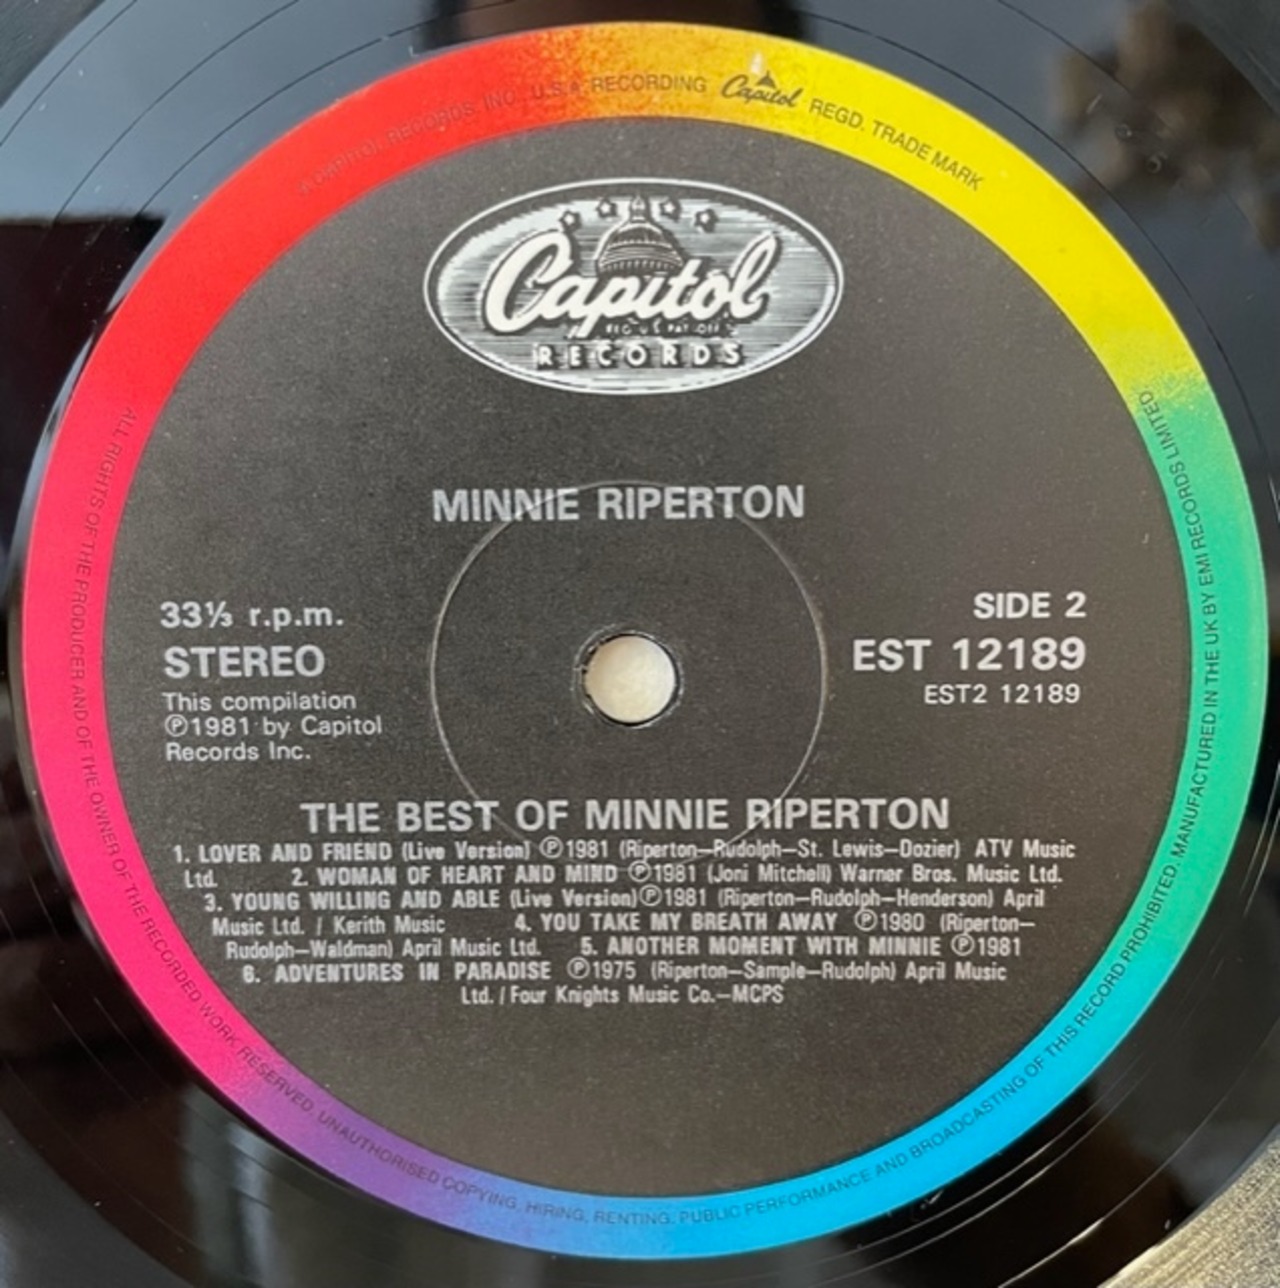 A CAPITOL RECORDS, INC., U.S.A. RECORDING Capitol REGD. TRADE MARK
Capitol
RECORDS
MINNIE RIPERTON
33⅓ r.p.m.
STEREO
This compilation
Ⓟ1981 by Capitol
Records Inc.
SIDE 2
EST 12189
EST2 12189
THE BEST OF MINNIE RIPERTON
1. LOVER AND FRIEND (Live Version) Ⓟ1981 (Riperton–Rudolph–St. Lewis–Dozier) ATV Music
Ltd. 2. WOMAN OF HEART AND MIND Ⓟ1981 (Joni Mitchell) Warner Bros. Music Ltd.
3. YOUNG WILLING AND ABLE (Live Version)Ⓟ1981 (Riperton–Rudolph–Henderson) April
Music Ltd. / Kerith Music 4. YOU TAKE MY BREATH AWAY Ⓟ1980 (Riperton–
Rudolph–Waldman) April Music Ltd. 5. ANOTHER MOMENT WITH MINNIE Ⓟ1981
6. ADVENTURES IN PARADISE Ⓟ1975 (Riperton–Sample–Rudolph) April Music
Ltd. / Four Knights Music Co.–MCPS
ALL RIGHTS OF THE PRODUCER AND OF THE OWNER OF THE RECORDED WORK RESERVED. UNAUTHORISED COPYING, HIRING, RENTING, PUBLIC PERFORMANCE AND BROADCASTING OF THIS RECORD PROHIBITED. MANUFACTURED IN THE UK BY EMI RECORDS LIMITED.